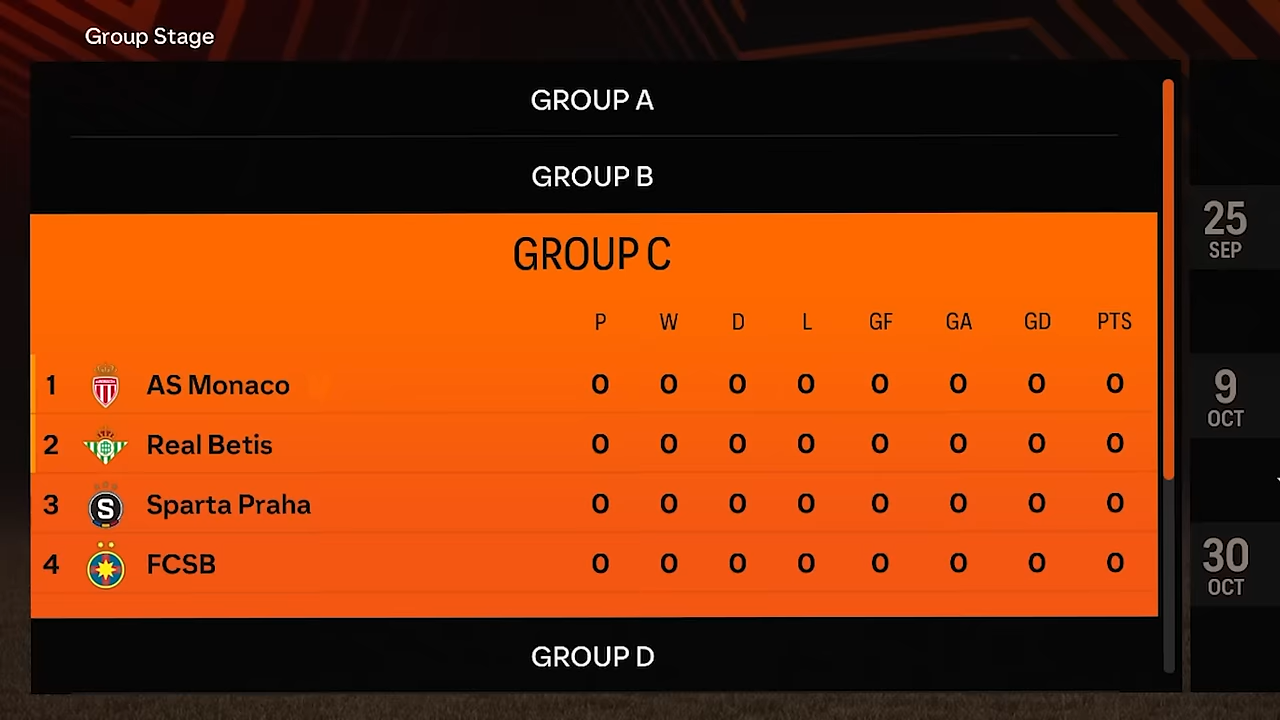 Group Stage
GROUP A
GROUP B
GROUP C
P W D L GF GA GD PTS
1 AS Monaco 0 0 0 0 0 0 0 0
2 Real Betis 0 0 0 0 0 0 0 0
3 S Sparta Praha 0 0 0 0 0 0 0 0
4 FCSB 0 0 0 0 0 0 0 0
GROUP D
25
SEP
9
OCT
30
OCT